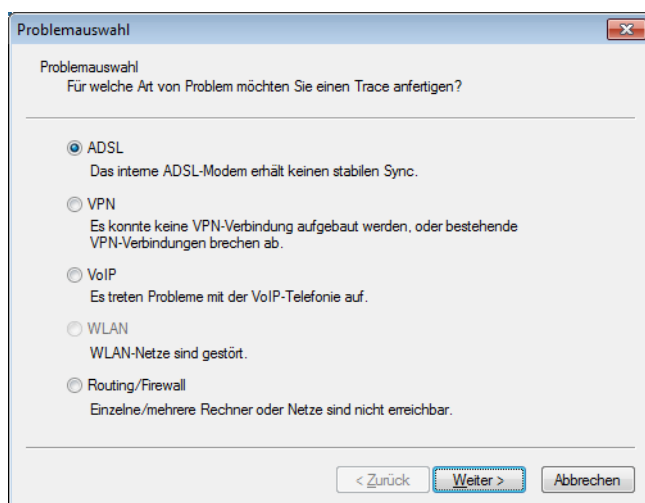 Problemauswahl
Problemauswahl
Für welche Art von Problem möchten Sie einen Trace anfertigen?
ADSL
Das interne ADSL-Modem erhält keinen stabilen Sync.
VPN
Es konnte keine VPN-Verbindung aufgebaut werden, oder bestehende
VPN-Verbindungen brechen ab.
VoIP
Es treten Probleme mit der VoIP-Telefonie auf.
WLAN
WLAN-Netze sind gestört.
Routing/Firewall
Einzelne/mehrere Rechner oder Netze sind nicht erreichbar.
< Zurück Weiter > Abbrechen